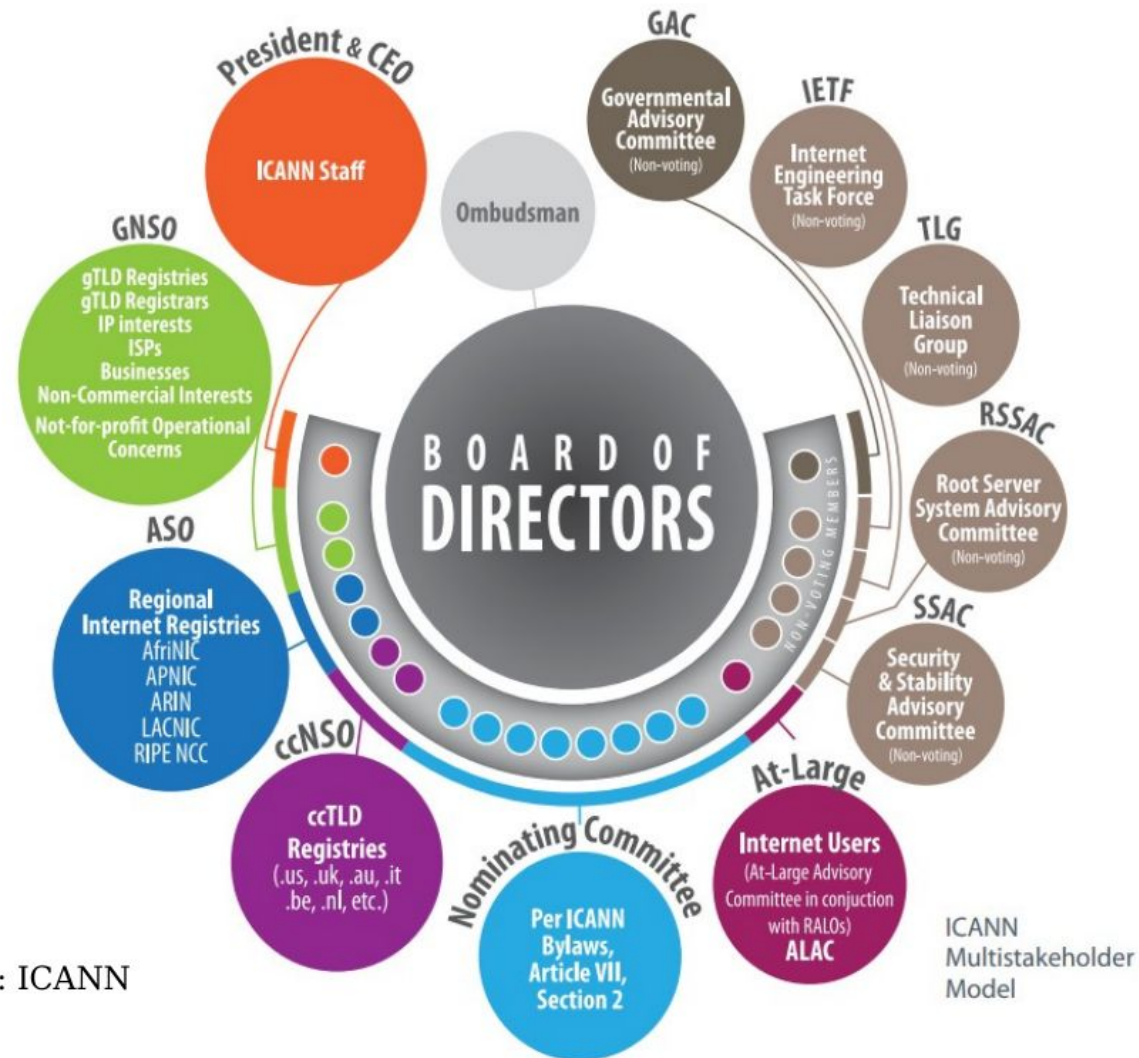 President & CEO
ICANN Staff
GAC
Governmental
Advisory
Committee
(Non-voting)
IETF
Internet
Engineering
Task Force
(Non-voting)
Ombudsman
GNSO
gTLD Registries
gTLD Registrars
IP interests
ISPs
Businesses
Non-Commercial Interests
Not-for-profit Operational
Concerns
TLG
Technical
Liaison
Group
(Non-voting)
BOARD OF
DIRECTORS
NON-VOTING MEMBERS
RSSAC
Root Server
System Advisory
Committee
(Non-voting)
ASO
Regional
Internet Registries
AfriNIC
APNIC
ARIN
LACNIC
RIPE NCC
SSAC
Security
& Stability
Advisory
Committee
(Non-voting)
ccNSO
ccTLD
Registries
(.us, .uk, .au, .it
.be, .nl, etc.)
Nominating Committee
Per ICANN
Bylaws,
Article VII,
Section 2
At-Large
Internet Users
(At-Large Advisory
Committee in conjuction
with RALOs)
ALAC
ICANN
Multistakeholder
Model
: ICANN